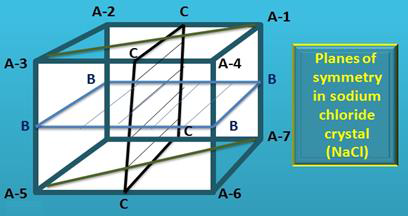 A-2 C A-1
A-3 C A-4
B B
B B
C A-7
A-5 C A-6
Planes of
symmetry
in sodium
chloride
crystal
(NaCl)